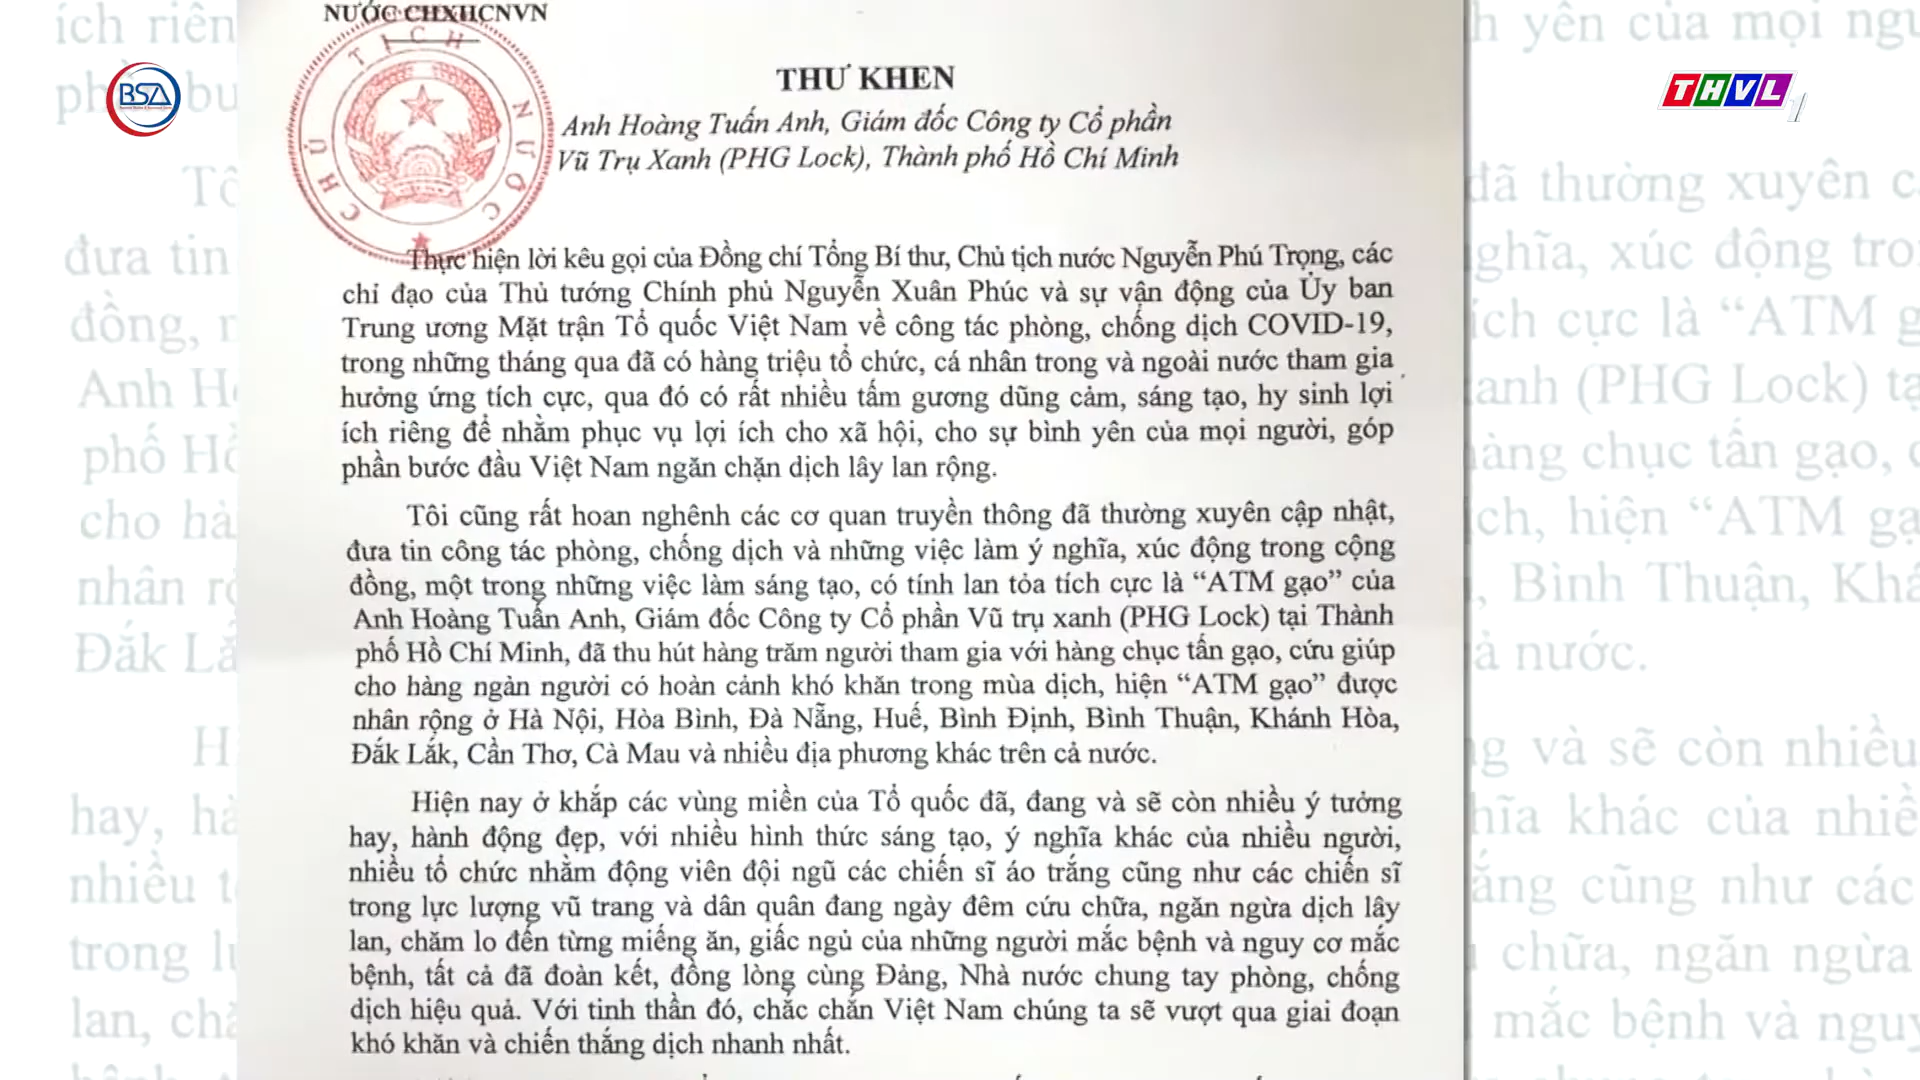 NƯỚC CHXHCNVN
CHỦ TỊCH NƯỚC
BSA
THVL1
THƯ KHEN
Anh Hoàng Tuấn Anh, Giám đốc Công ty Cổ phần
Vũ Trụ Xanh (PHG Lock), Thành phố Hồ Chí Minh
Thực hiện lời kêu gọi của Đồng chí Tổng Bí thư, Chủ tịch nước Nguyễn Phú Trọng, các
chỉ đạo của Thủ tướng Chính phủ Nguyễn Xuân Phúc và sự vận động của Ủy ban
Trung ương Mặt trận Tổ quốc Việt Nam về công tác phòng, chống dịch COVID-19,
trong những tháng qua đã có hàng triệu tổ chức, cá nhân trong và ngoài nước tham gia
hưởng ứng tích cực, qua đó có rất nhiều tấm gương dũng cảm, sáng tạo, hy sinh lợi
ích riêng để nhằm phục vụ lợi ích cho xã hội, cho sự bình yên của mọi người, góp
phần bước đầu Việt Nam ngăn chặn dịch lây lan rộng.
Tôi cũng rất hoan nghênh các cơ quan truyền thông đã thường xuyên cập nhật,
đưa tin công tác phòng, chống dịch và những việc làm ý nghĩa, xúc động trong cộng
đồng, một trong những việc làm sáng tạo, có tính lan tỏa tích cực là “ATM gạo” của
Anh Hoàng Tuấn Anh, Giám đốc Công ty Cổ phần Vũ trụ xanh (PHG Lock) tại Thành
phố Hồ Chí Minh, đã thu hút hàng trăm người tham gia với hàng chục tấn gạo, cứu giúp
cho hàng ngàn người có hoàn cảnh khó khăn trong mùa dịch, hiện “ATM gạo” được
nhân rộng ở Hà Nội, Hòa Bình, Đà Nẵng, Huế, Bình Định, Bình Thuận, Khánh Hòa,
Đắk Lắk, Cần Thơ, Cà Mau và nhiều địa phương khác trên cả nước.
Hiện nay ở khắp các vùng miền của Tổ quốc đã, đang và sẽ còn nhiều ý tưởng
hay, hành động đẹp, với nhiều hình thức sáng tạo, ý nghĩa khác của nhiều người,
nhiều tổ chức nhằm động viên đội ngũ các chiến sĩ áo trắng cũng như các chiến sĩ
trong lực lượng vũ trang và dân quân đang ngày đêm cứu chữa, ngăn ngừa dịch lây
lan, chăm lo đến từng miếng ăn, giấc ngủ của những người mắc bệnh và nguy cơ mắc
bệnh, tất cả đã đoàn kết, đồng lòng cùng Đảng, Nhà nước chung tay phòng, chống
dịch hiệu quả. Với tinh thần đó, chắc chắn Việt Nam chúng ta sẽ vượt qua giai đoạn
khó khăn và chiến thắng dịch nhanh nhất.